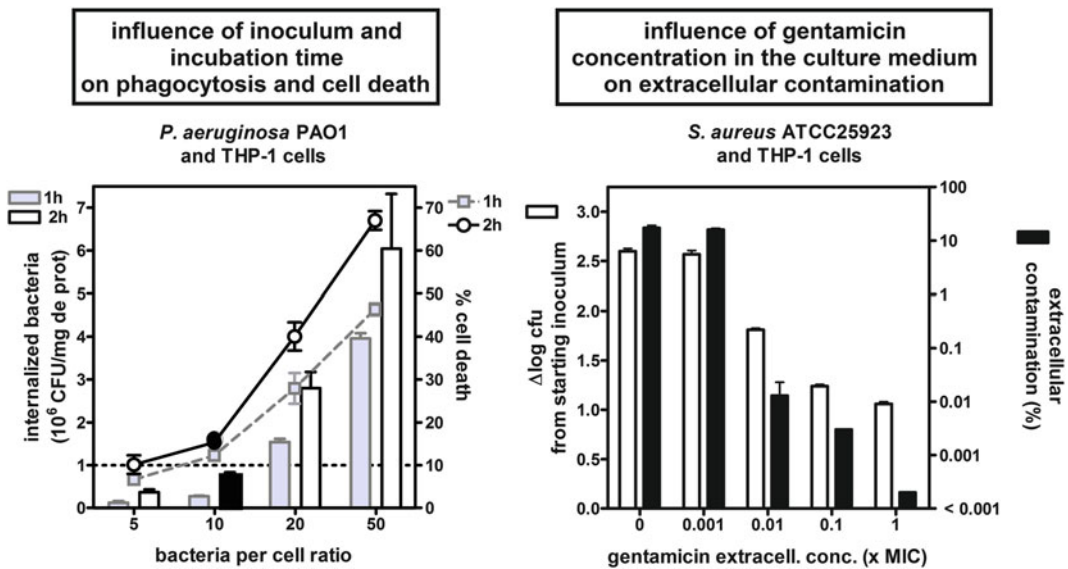 influence of inoculum and
incubation time
on phagocytosis and cell death
P. aeruginosa PAO1
and THP-1 cells
1h
2h
1h
2h
internalized bacteria
(10⁶ CFU/mg de prot)
7
6
5
4
3
2
1
0
70
60
50
40
30
20
10
0
% cell death
5
10
20
50
bacteria per cell ratio
influence of gentamicin
concentration in the culture medium
on extracellular contamination
S. aureus ATCC25923
and THP-1 cells
Δlog cfu
from starting inoculum
3.0
2.5
2.0
1.5
1.0
0.5
0.0
100
10
1
0.1
0.01
0.001
< 0.001
extracellular
contamination (%)
0
0.001
0.01
0.1
1
gentamicin extracell. conc. (x MIC)